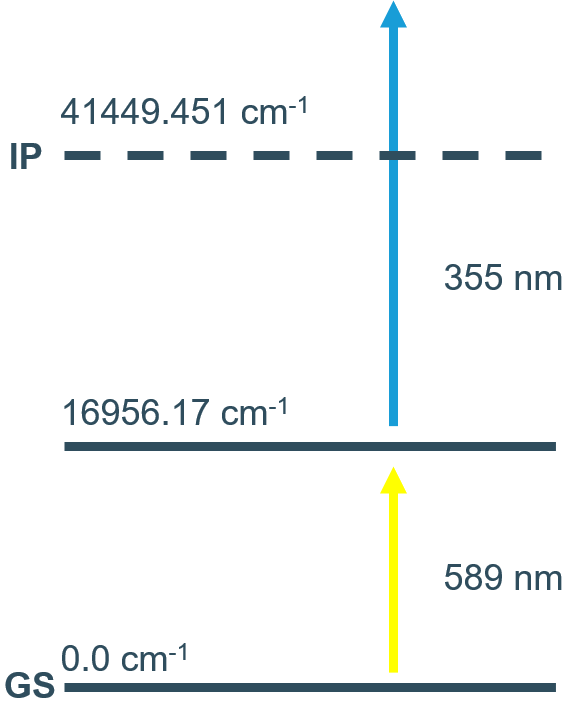 41449.451 cm⁻¹
IP
355 nm
16956.17 cm⁻¹
589 nm
0.0 cm⁻¹
GS